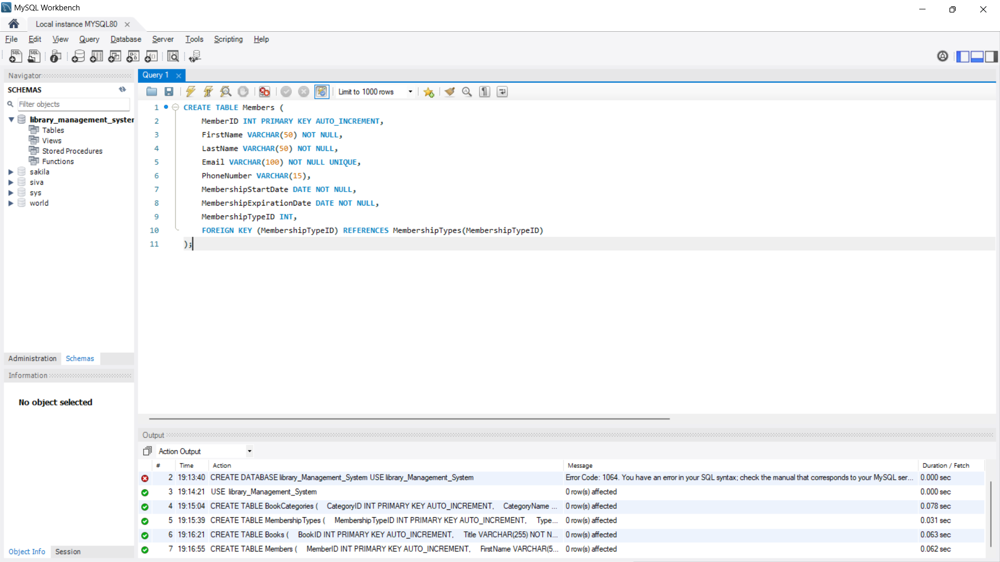 MySQL Workbench
Local instance MYSQL80
File Edit View Query Database Server Tools Scripting Help
Navigator
SCHEMAS
Filter objects
library_management_syster
Tables
Views
Stored Procedures
Functions
sakila
siva
sys
world
Administration Schemas
Information
No object selected
Object Info Session
Query 1
Limit to 1000 rows
1 CREATE TABLE Members (
2 MemberID INT PRIMARY KEY AUTO_INCREMENT,
3 FirstName VARCHAR(50) NOT NULL,
4 LastName VARCHAR(50) NOT NULL,
5 Email VARCHAR(100) NOT NULL UNIQUE,
6 PhoneNumber VARCHAR(15),
7 MembershipStartDate DATE NOT NULL,
8 MembershipExpirationDate DATE NOT NULL,
9 MembershipTypeID INT,
10 FOREIGN KEY (MembershipTypeID) REFERENCES MembershipTypes(MembershipTypeID)
11 );
Output
Action Output
# Time Action Message Duration / Fetch
2 19:13:40 CREATE DATABASE library_Management_System USE library_Management_System Error Code: 1064. You have an error in your SQL syntax; check the manual that corresponds to your MySQL ser... 0.000 sec
3 19:14:21 USE library_Management_System 0 row(s) affected 0.000 sec
4 19:15:04 CREATE TABLE BookCategories ( CategoryID INT PRIMARY KEY AUTO_INCREMENT, CategoryName ... 0 row(s) affected 0.078 sec
5 19:15:39 CREATE TABLE MembershipTypes ( MembershipTypeID INT PRIMARY KEY AUTO_INCREMENT, Type... 0 row(s) affected 0.031 sec
6 19:16:21 CREATE TABLE Books ( BookID INT PRIMARY KEY AUTO_INCREMENT, Title VARCHAR(255) NOT N... 0 row(s) affected 0.063 sec
7 19:16:55 CREATE TABLE Members ( MemberID INT PRIMARY KEY AUTO_INCREMENT, FirstName VARCHAR(5... 0 row(s) affected 0.062 sec